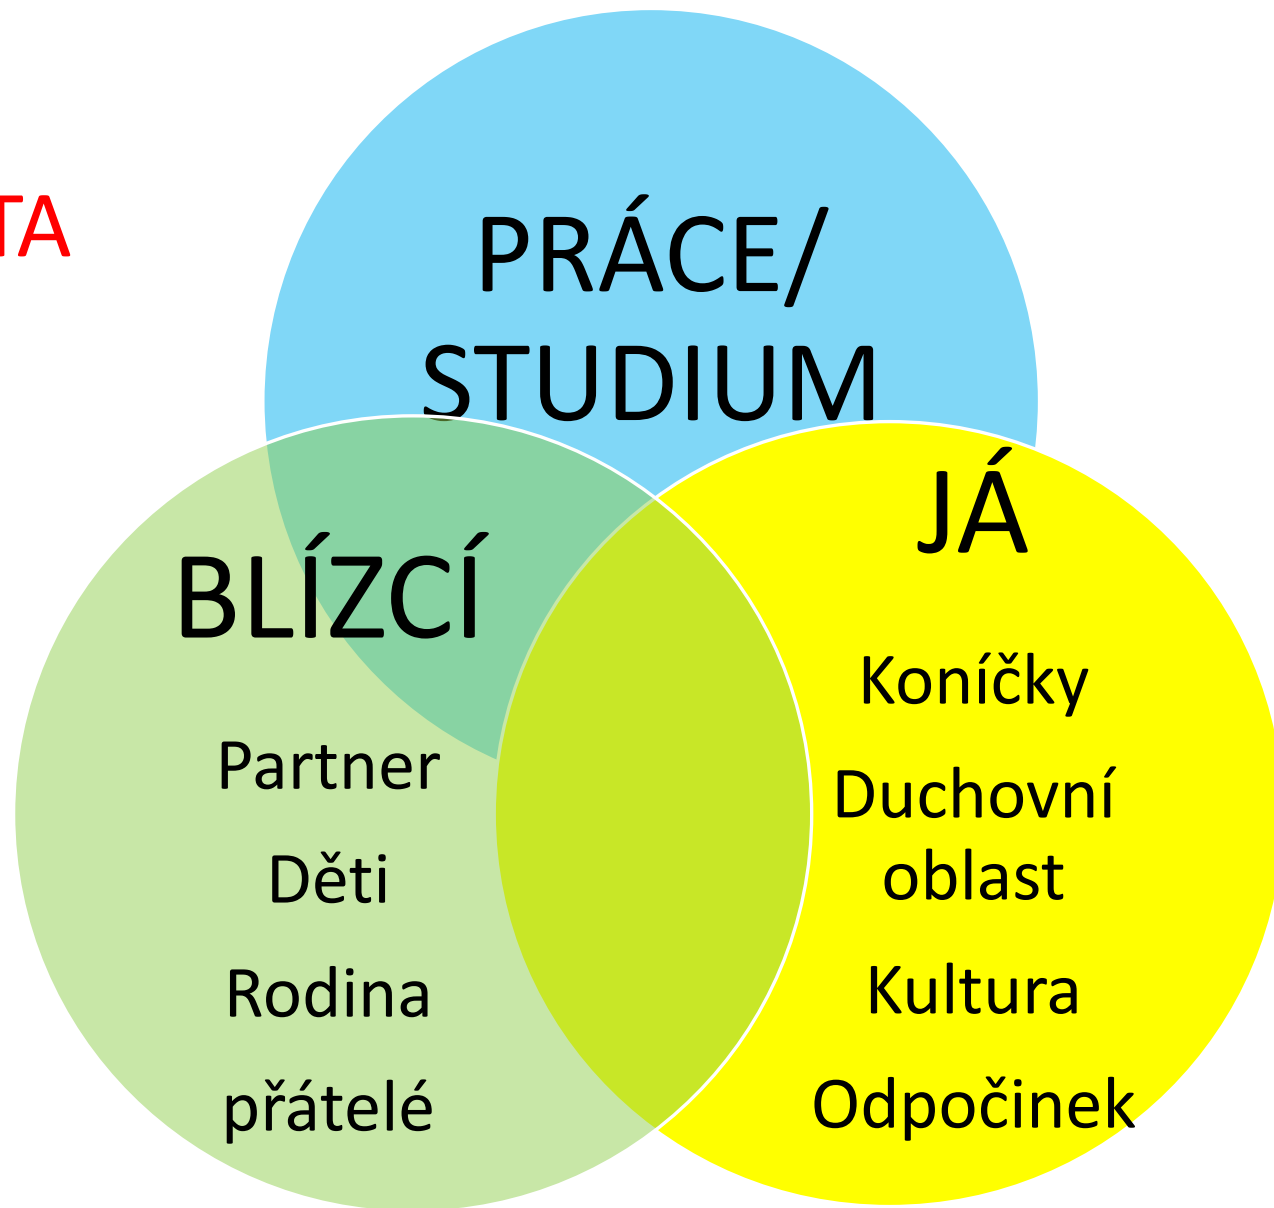 TA
PRÁCE/
STUDIUM
JÁ
BLÍZCÍ
Koníčky
Partner
Duchovní
oblast
Děti
Rodina
Kultura
přátelé
Odpočinek